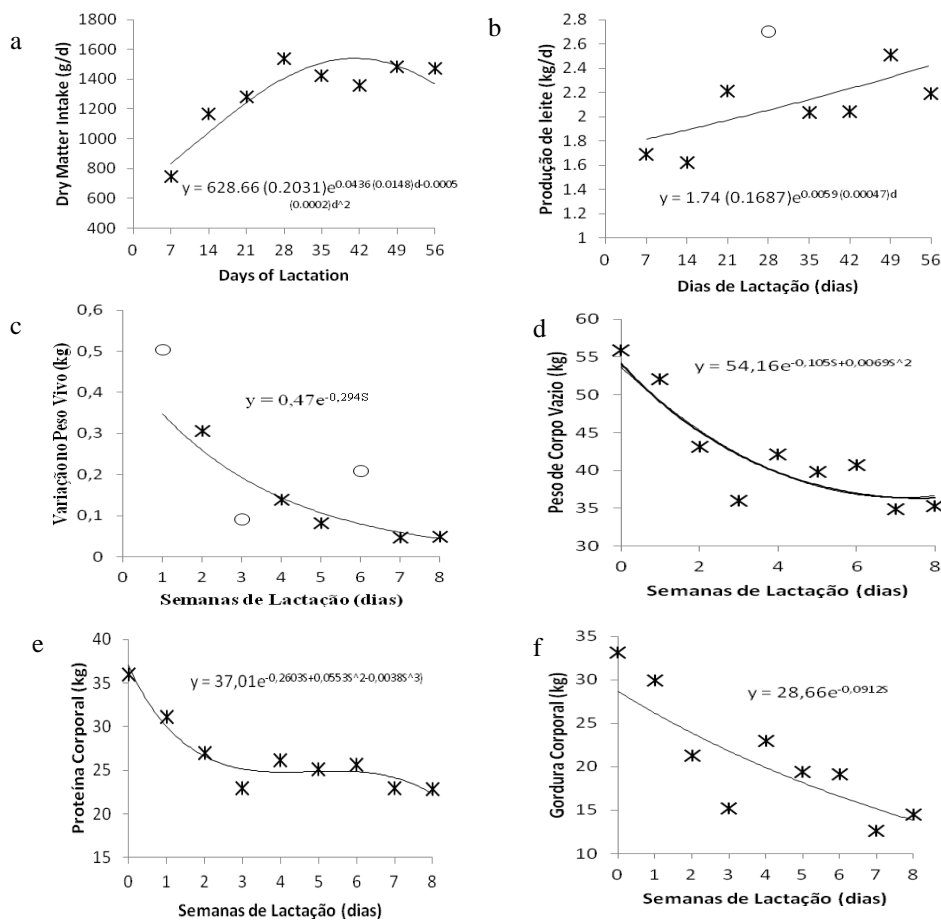 a
Dry Matter Intake (g/d)
1800
1600
1400
1200
1000
800
600
400
y = 628.66 (0.2031)e^0.0436 (0.0148)d-0.0005
(0.0002)d^2
7 14 21 28 35 42 49 56
Days of Lactation
b
Produção de leite (kg/d)
2.8
2.6
2.4
2.2
2
1.8
1.6
1.4
1.2
1
y = 1.74 (0.1687)e^0.0059 (0.00047)d
0 7 14 21 28 35 42 49 56
Dias de Lactação (dias)
c
Variação no Peso Vivo (kg)
0,6
0,5
0,4
0,3
0,2
0,1
0
y = 0,47e^-0,294S
0 1 2 3 4 5 6 7 8
Semanas de Lactação (dias)
d
Peso de Corpo Vazio (kg)
60
55
50
45
40
35
30
y = 54,16e^-0,105S+0,0069S^2
0 2 4 6 8
Semanas de Lactação (dias)
e
Proteína Corporal (kg)
40
35
30
25
20
15
y = 37,01e^-0,2603S+0,0553S^2-0,0038S^3)
0 1 2 3 4 5 6 7 8
Semanas de Lactação (dias)
f
Gordura Corporal (kg)
35
30
25
20
15
10
y = 28,66e^-0,0912S
0 1 2 3 4 5 6 7 8
Semanas de Lactação (dias)